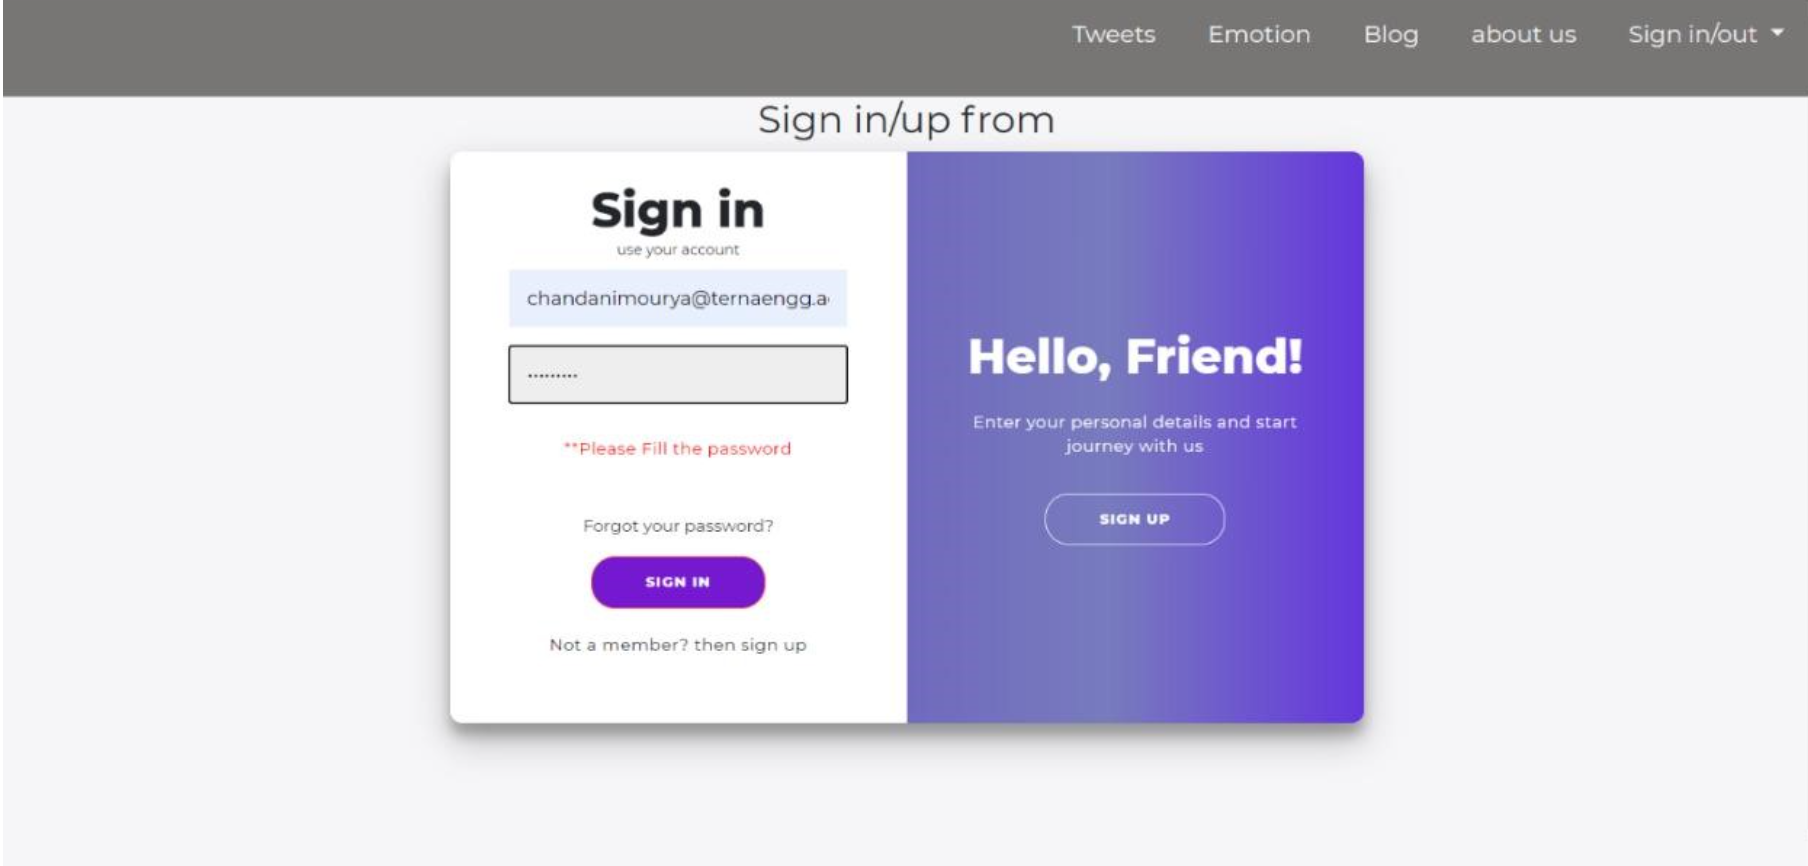 Tweets Emotion Blog about us Sign in/out
Sign in/up from
Sign in
use your account
chandanimourya@ternaengg.a
.........
**Please Fill the password
Forgot your password?
SIGN IN
Not a member? then sign up
Hello, Friend!
Enter your personal details and start
journey with us
SIGN UP